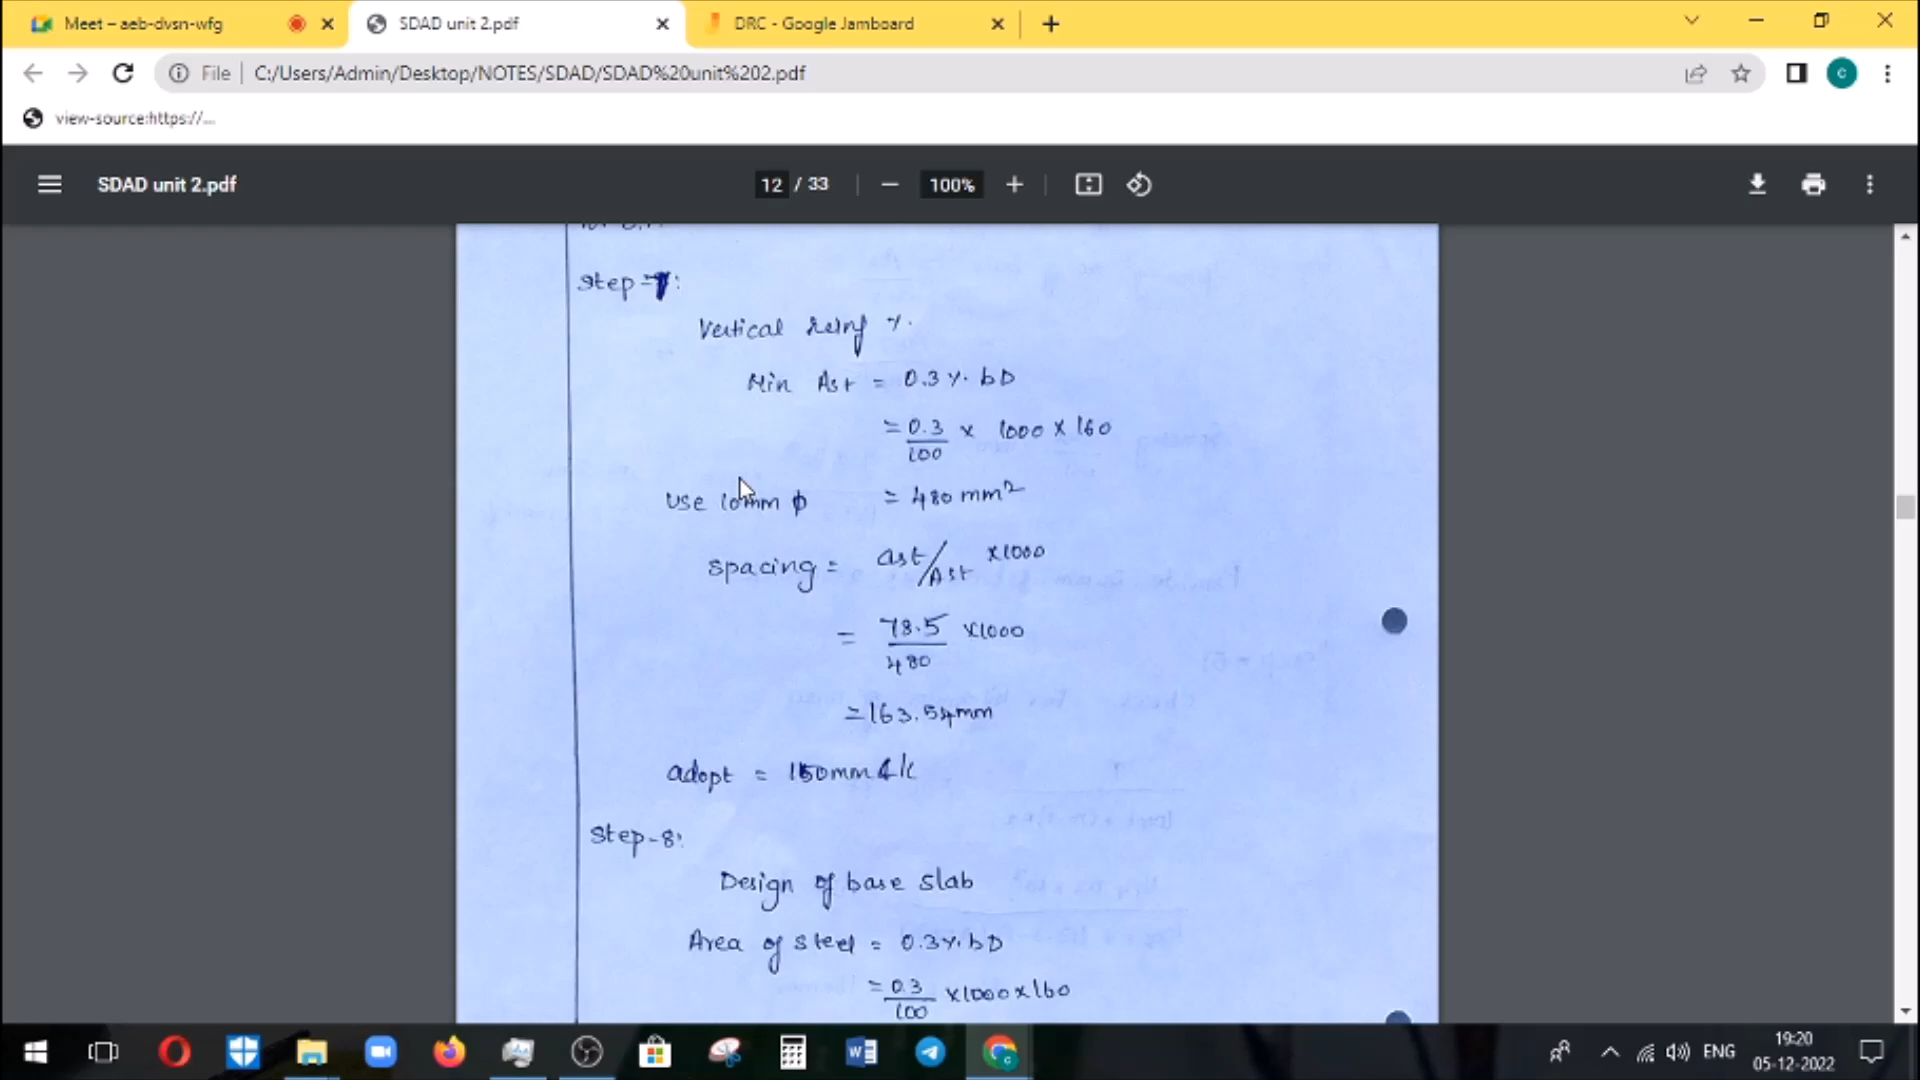 Meet – aeb-dvsn-wfg
SDAD unit 2.pdf
DRC - Google Jamboard
File | C:/Users/Admin/Desktop/NOTES/SDAD/SDAD%20unit%202.pdf
C
view-source:https://...
SDAD unit 2.pdf
12 / 33
100%
Step-7:
Vertical reinf %.
Min Ast = 0.3 %. bD
= 0.3/100 x 1000 x 160
Use 10mm ϕ = 480 mm²
spacing = ast/Ast x1000
= 78.5/480 x1000
=163.54mm
adopt = 150mm c/c
Step-8:
Design of base slab
Area of steel = 0.3%.bD
= 0.3/100 x1000x160
ENG
19:20
05-12-2022